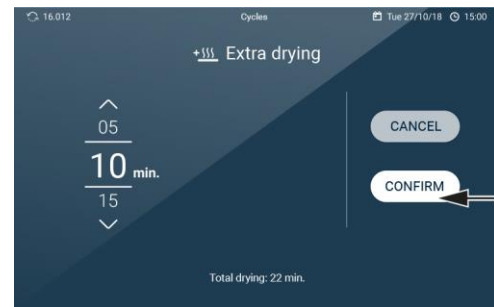 16.012 Cycles Tue 27/10/18 15:00
Extra drying
05
10 min.
15
CANCEL
CONFIRM
Total drying: 22 min.